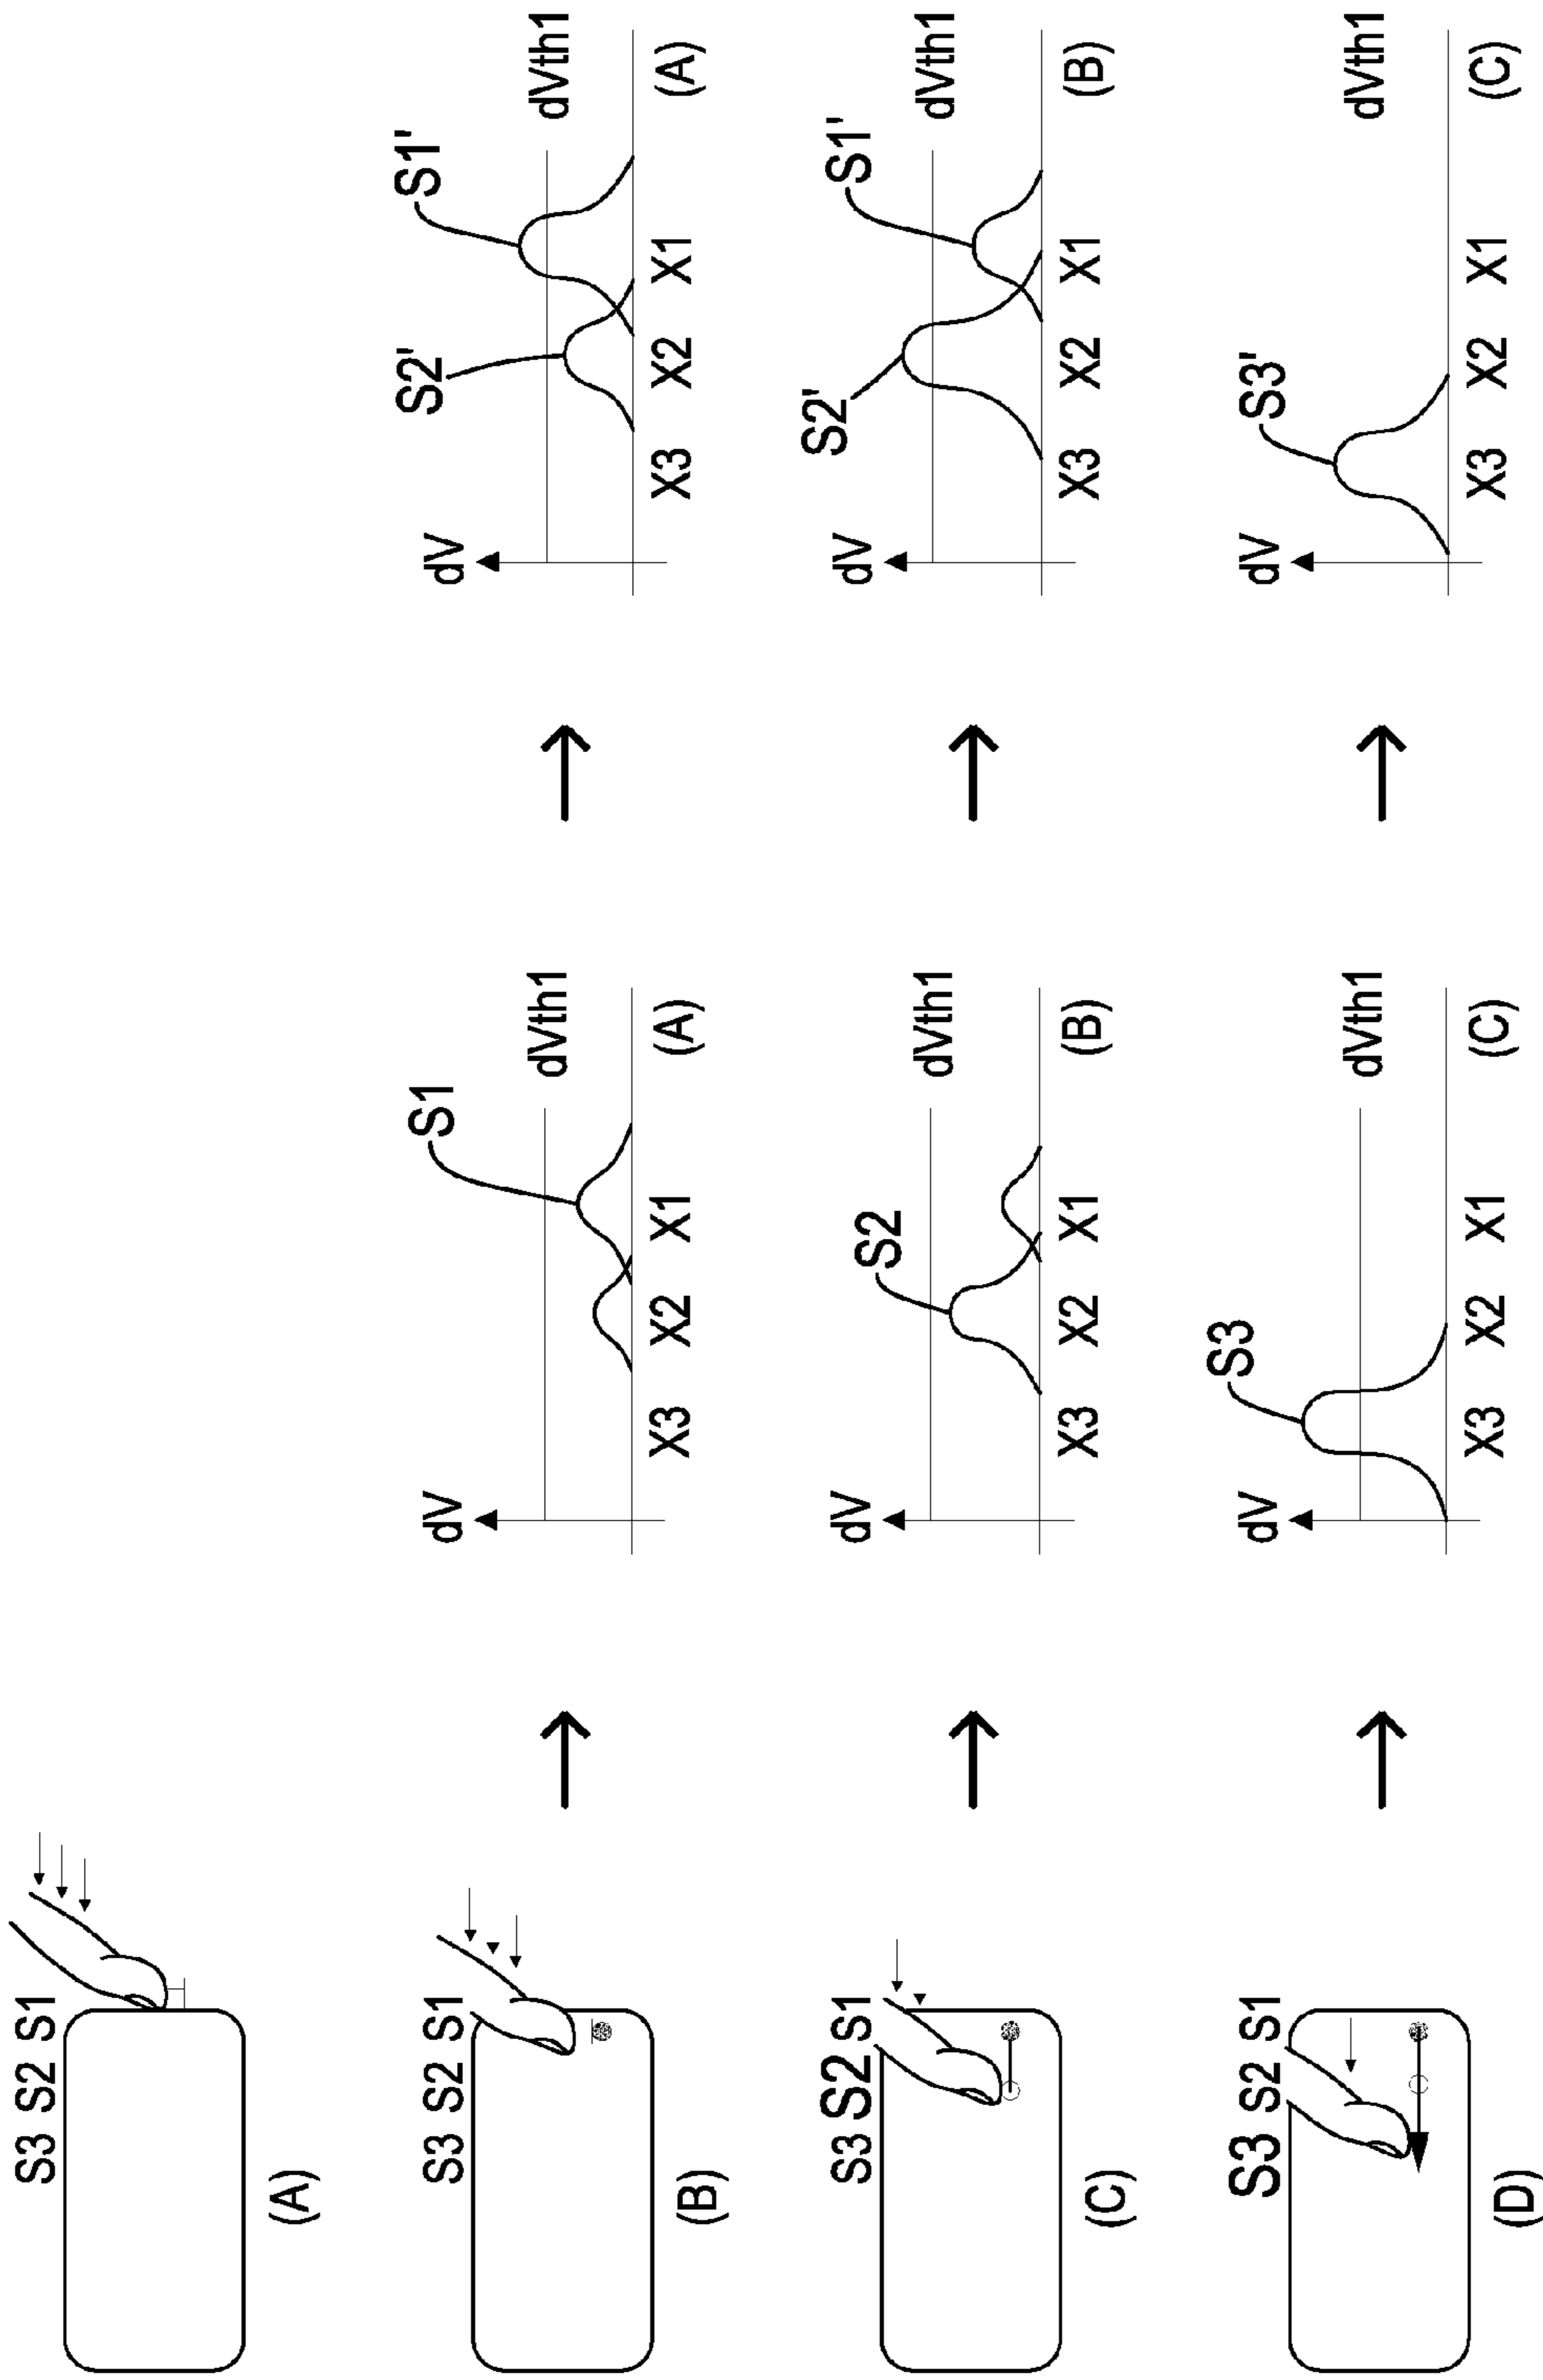 S3 S2 S1
(A)
S3 S2 S1
(B)
S3 S2 S1
(C)
S3 S2 S1
(D)
dV
S1
dVth1
X3 X2 X1
(A)
dV
S2
dVth1
X3 X2 X1
(B)
dV
S3
dVth1
X3 X2 X1
(C)
dV
S2'
S1'
dVth1
X3 X2 X1
(A)
dV
S2'
S1'
dVth1
X3 X2 X1
(B)
dV
S3'
dVth1
X3 X2 X1
(C)